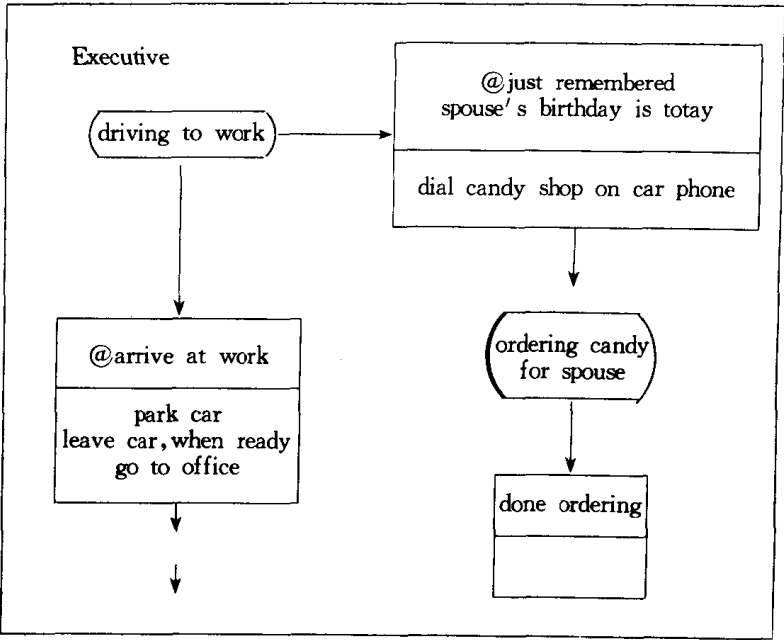 Executive
@just remembered
spouse's birthday is totay
driving to work
dial candy shop on car phone
@arrive at work
park car
leave car,when ready
go to office
ordering candy
for spouse
done ordering